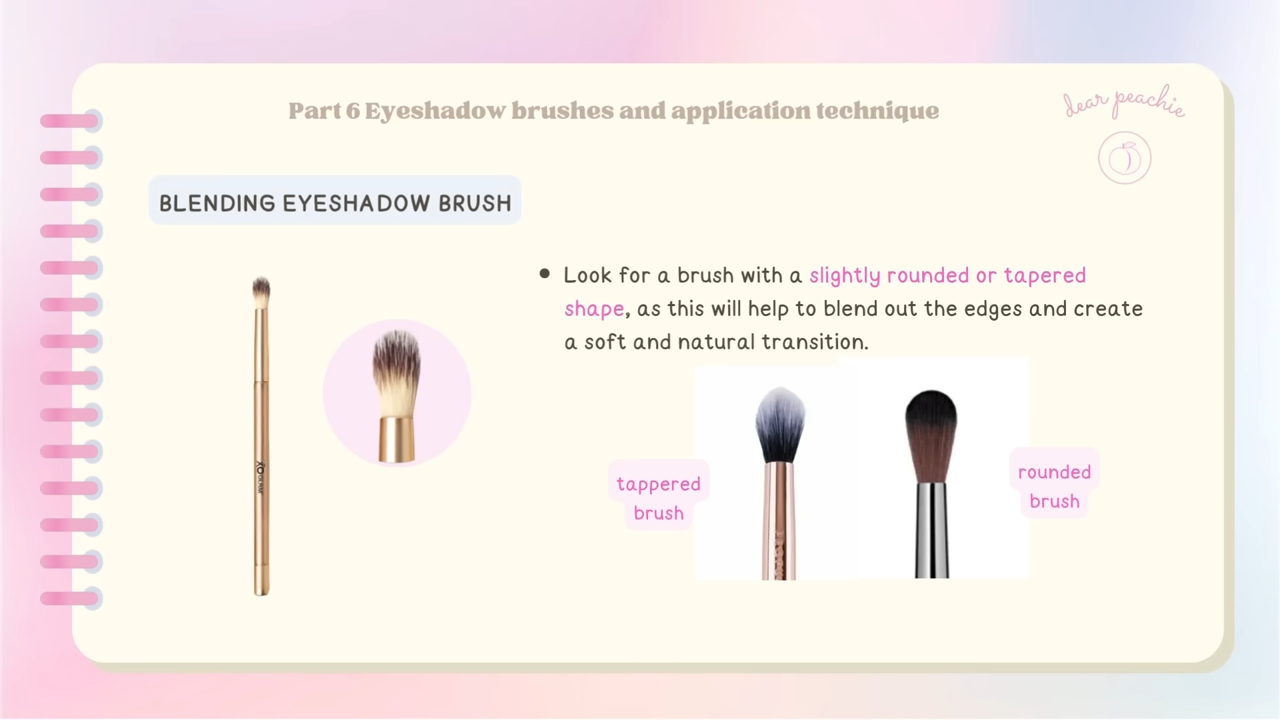 Part 6 Eyeshadow brushes and application technique
dear peachie
BLENDING EYESHADOW BRUSH
Look for a brush with a slightly rounded or tapered
shape, as this will help to blend out the edges and create
a soft and natural transition.
tappered
brush
rounded
brush